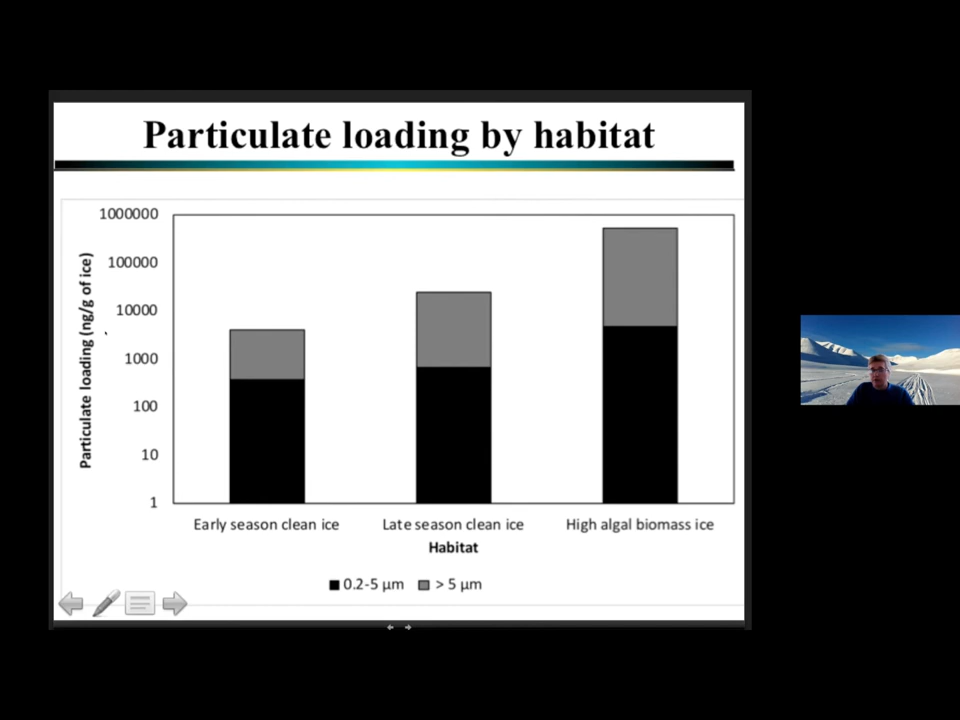 Particulate loading by habitat
Particulate loading (ng/g of ice)
1000000
100000
10000
1000
100
10
1
Early season clean ice
Late season clean ice
High algal biomass ice
Habitat
0.2-5 µm
> 5 µm